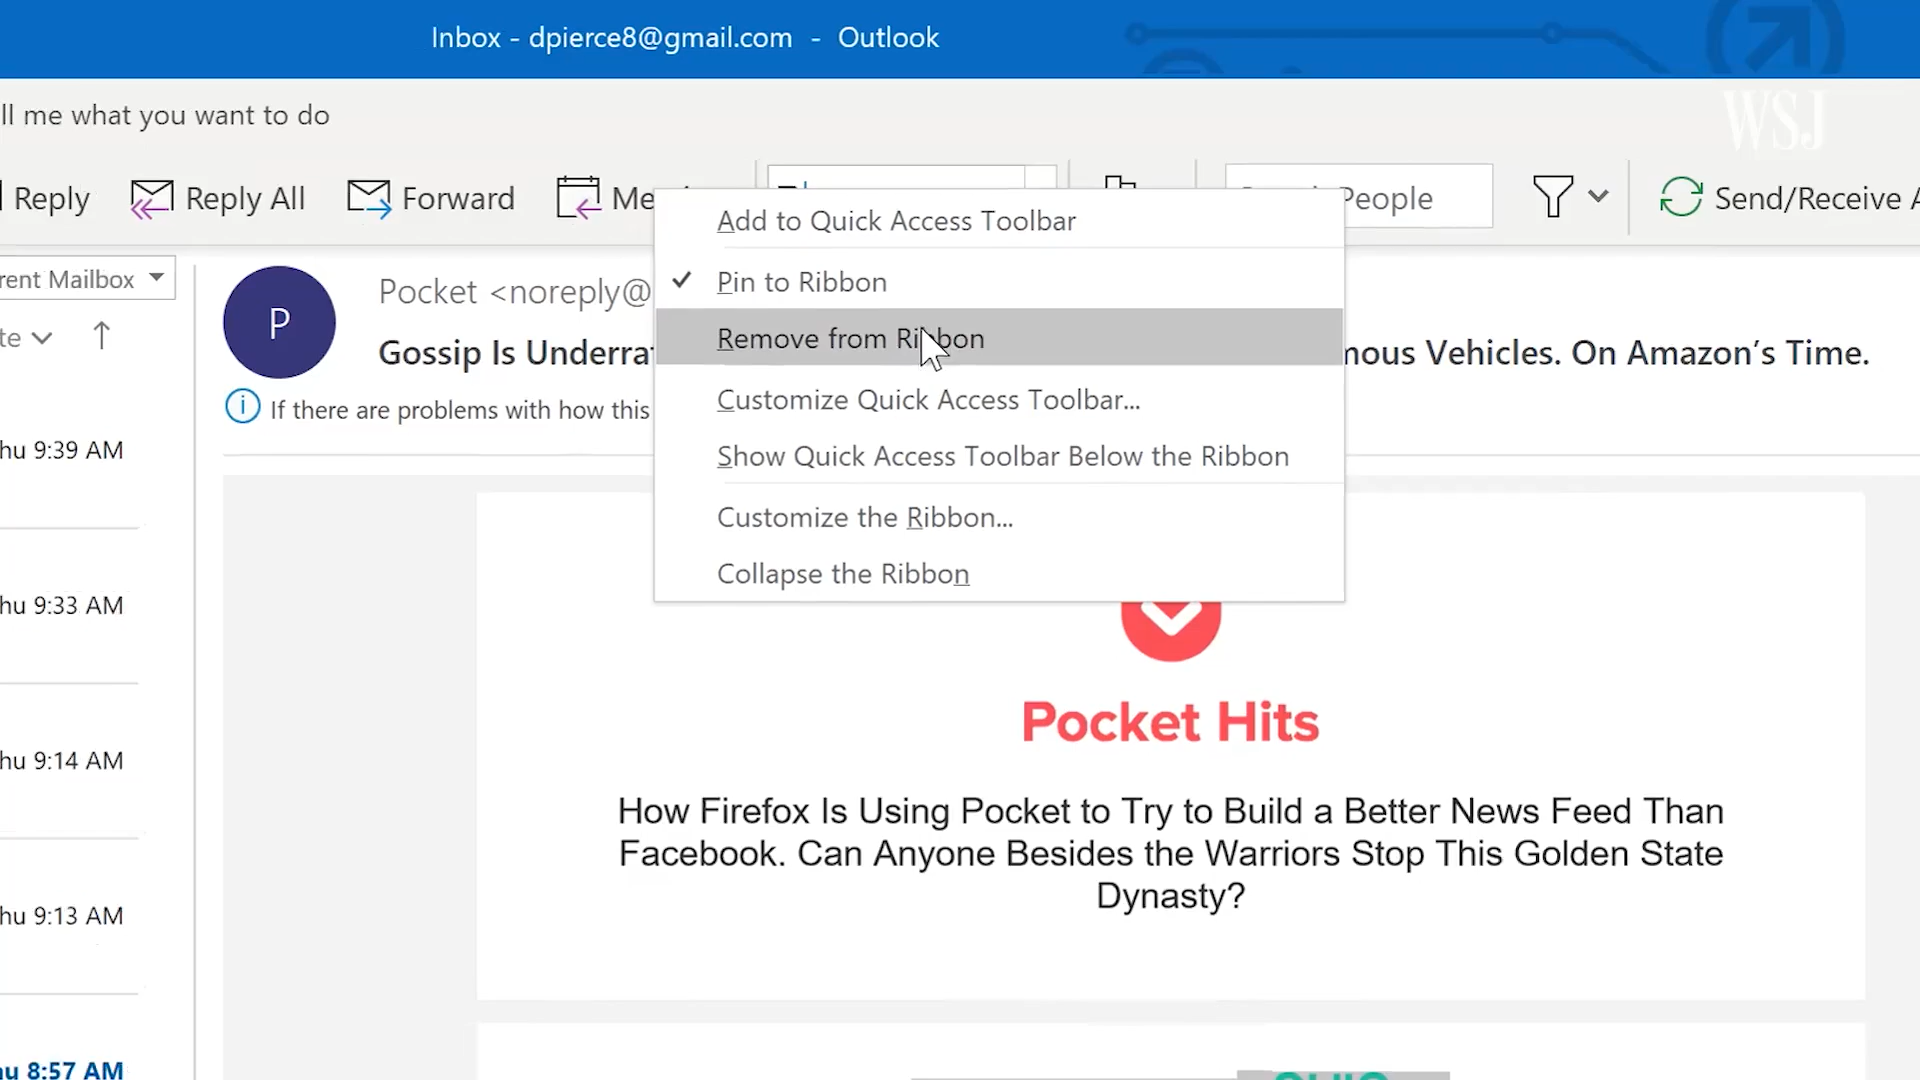 Inbox - dpierce8@gmail.com - Outlook
WSJ
ll me what you want to do
Reply
Reply All
Forward
People
Send/Receive A
Add to Quick Access Toolbar
Pin to Ribbon
Remove from Ribbon
Customize Quick Access Toolbar...
Show Quick Access Toolbar Below the Ribbon
Customize the Ribbon...
Collapse the Ribbon
rent Mailbox
te
hu 9:39 AM
hu 9:33 AM
hu 9:14 AM
hu 9:13 AM
8:57 AM
P
Pocket <noreply@
Gossip Is Underra
mous Vehicles. On Amazon's Time.
If there are problems with how this
Pocket Hits
How Firefox Is Using Pocket to Try to Build a Better News Feed Than
Facebook. Can Anyone Besides the Warriors Stop This Golden State
Dynasty?